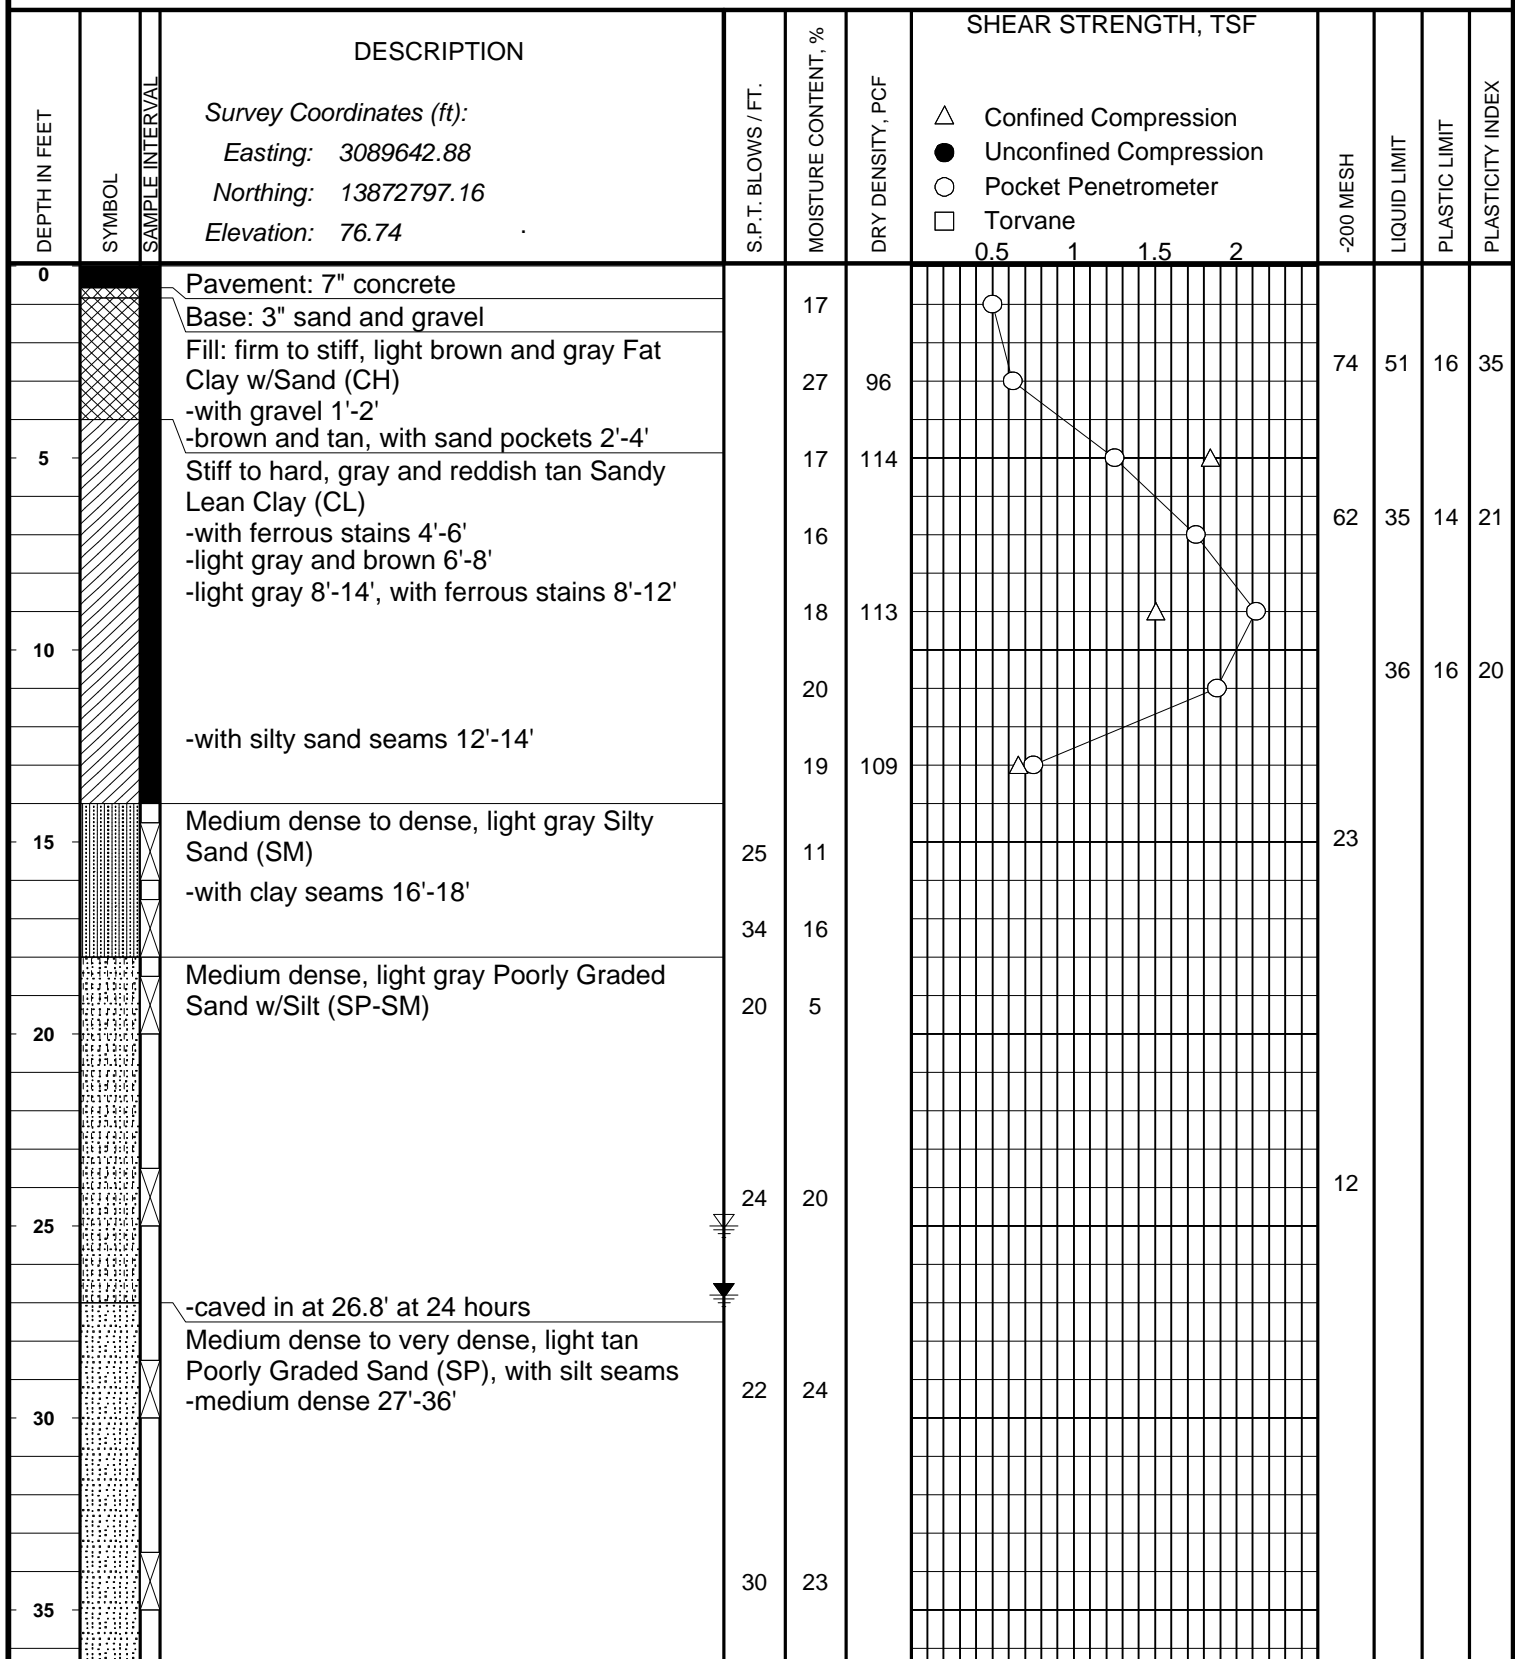 DEPTH IN FEET
SYMBOL
SAMPLE INTERVAL
DESCRIPTION
Survey Coordinates (ft):
Easting: 3089642.88
Northing: 13872797.16
Elevation: 76.74 .
S.P.T. BLOWS / FT.
MOISTURE CONTENT, %
DRY DENSITY, PCF
SHEAR STRENGTH, TSF
Confined Compression
Unconfined Compression
Pocket Penetrometer
Torvane
0.5 1 1.5 2
-200 MESH
LIQUID LIMIT
PLASTIC LIMIT
PLASTICITY INDEX
0
Pavement: 7" concrete
17
Base: 3" sand and gravel
Fill: firm to stiff, light brown and gray Fat
74 51 16 35
Clay w/Sand (CH)
27 96
-with gravel 1'-2'
-brown and tan, with sand pockets 2'-4'
5
17 114
Stiff to hard, gray and reddish tan Sandy
Lean Clay (CL)
62 35 14 21
-with ferrous stains 4'-6'
16
-light gray and brown 6'-8'
-light gray 8'-14', with ferrous stains 8'-12'
18 113
10
36 16 20
20
-with silty sand seams 12'-14'
19 109
Medium dense to dense, light gray Silty
15
23
Sand (SM)
25 11
-with clay seams 16'-18'
34 16
Medium dense, light gray Poorly Graded
Sand w/Silt (SP-SM)
20 5
20
12
24 20
25
-caved in at 26.8' at 24 hours
Medium dense to very dense, light tan
Poorly Graded Sand (SP), with silt seams
22 24
-medium dense 27'-36'
30
30 23
35